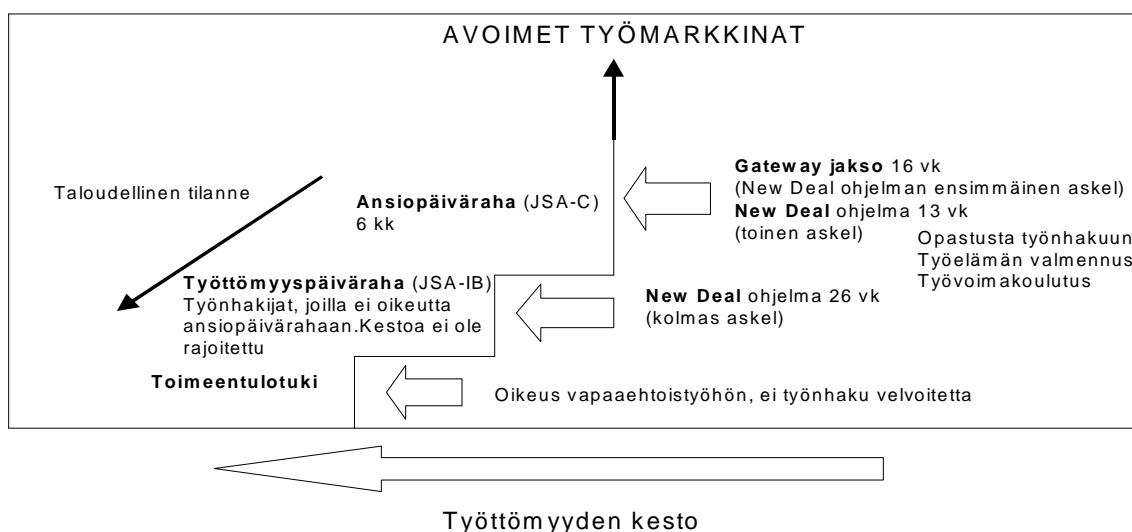 AVOIMET TYÖMARKKINAT
Taloudellinen tilanne
Ansiopäiväraha (JSA-C)
6 kk
Gateway jakso 16 vk
(New Deal ohjelman ensimmäinen askel)
New Deal ohjelma 13 vk
(toinen askel)
Opastusta työnhakuun
Työelämän valmennus
Työvoimakoulutus
Työttömyyspäiväraha (JSA-IB)
Työnhakijat, joilla ei oikeutta
ansiopäivärahaan.Kestoa ei ole
rajoitettu
New Deal ohjelma 26 vk
(kolmas askel)
Toimeentulotuki
Oikeus vapaaehtoistyöhön, ei työnhaku velvoitetta
Työttömyyden kesto